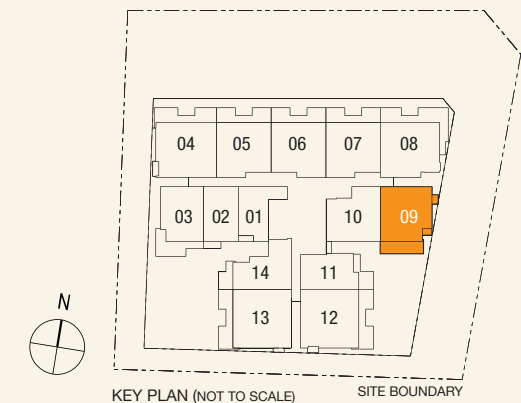 04 05 06 07 08
03 02 01 10 09
14 11
13 12
N
KEY PLAN (NOT TO SCALE)
SITE BOUNDARY